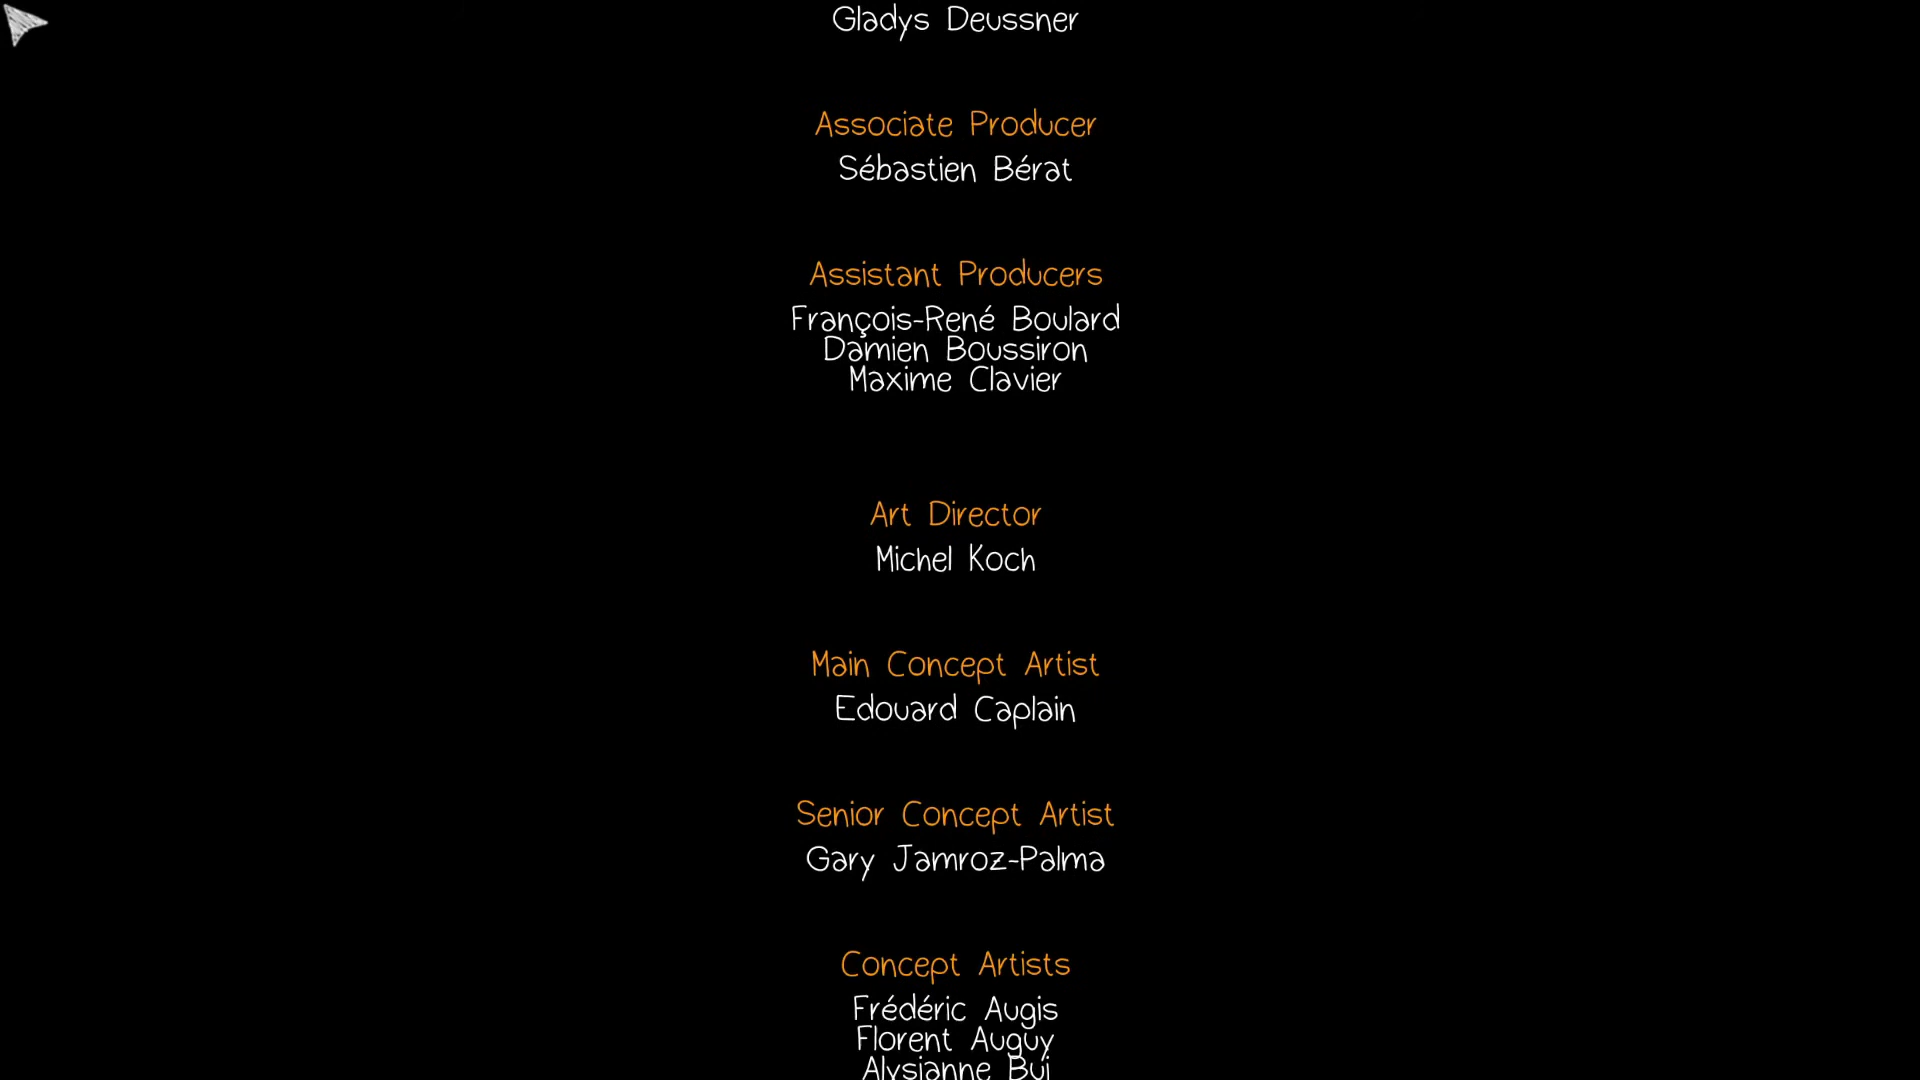 Gladys Deussner
Associate Producer
Sébastien Bérat
Assistant Producers
François-René Boulard
Damien Boussiron
Maxime Clavier
Art Director
Michel Koch
Main Concept Artist
Edouard Caplain
Senior Concept Artist
Gary Jamroz-Palma
Concept Artists
Frédéric Augis
Florent Auguy
Alysianne Bui